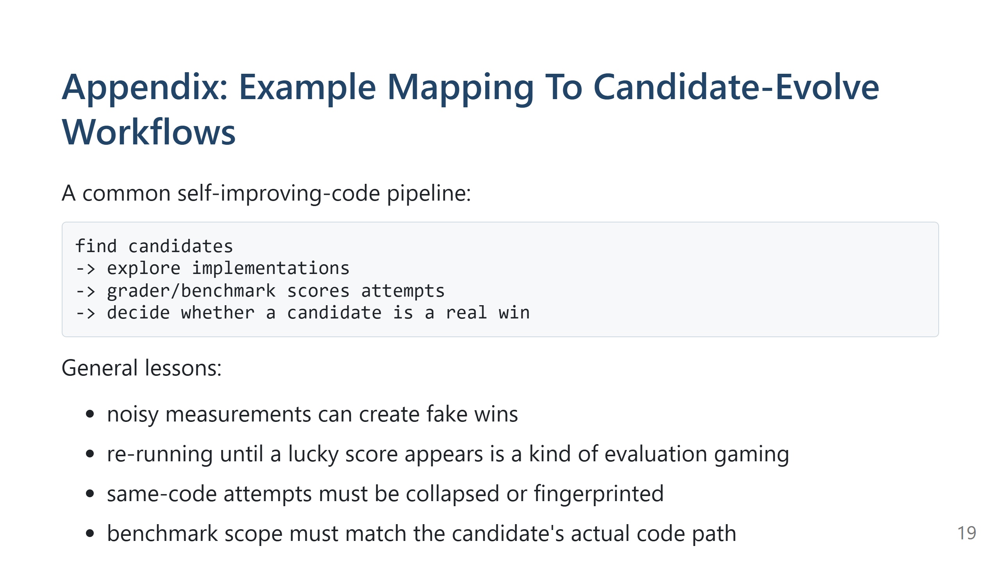 Appendix: Example Mapping To Candidate-Evolve
Workflows
A common self-improving-code pipeline:
find candidates
-> explore implementations
-> grader/benchmark scores attempts
-> decide whether a candidate is a real win
General lessons:
• noisy measurements can create fake wins
• re-running until a lucky score appears is a kind of evaluation gaming
• same-code attempts must be collapsed or fingerprinted
• benchmark scope must match the candidate's actual code path
19